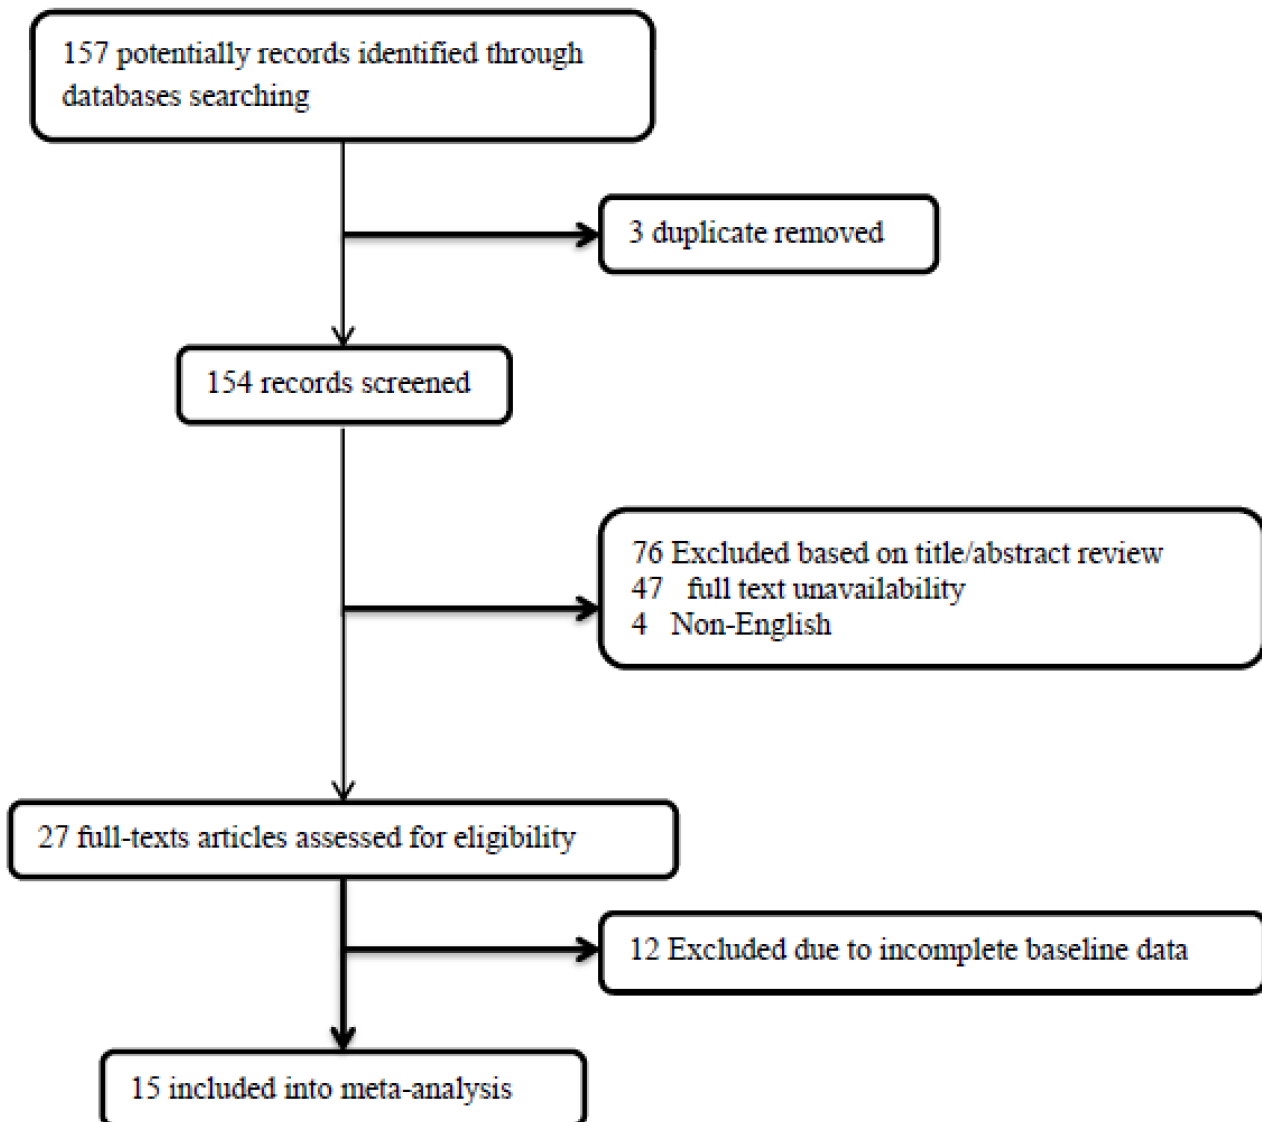 157 potentially records identified through
databases searching
3 duplicate removed
154 records screened
76 Excluded based on title/abstract review
47 full text unavailability
4 Non-English
27 full-texts articles assessed for eligibility
12 Excluded due to incomplete baseline data
15 included into meta-analysis